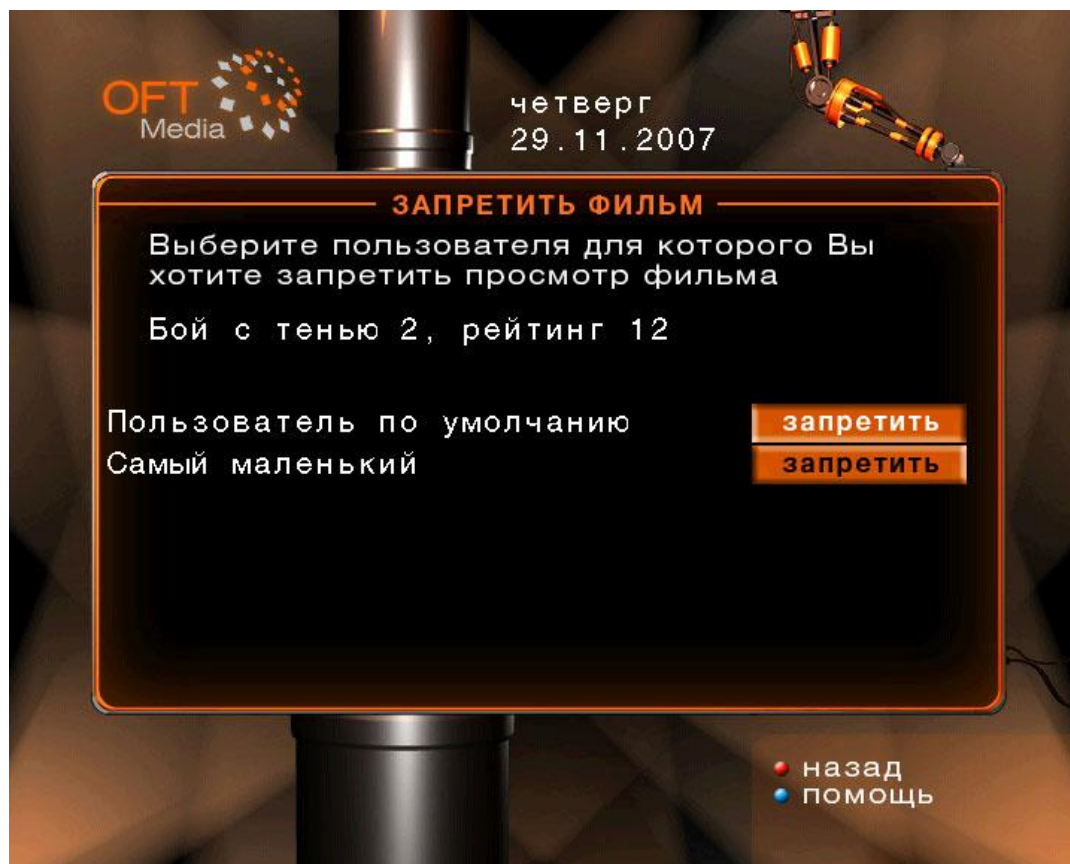 OFT
Media
четверг
29.11.2007
ЗАПРЕТИТЬ ФИЛЬМ
Выберите пользователя для которого Вы
хотите запретить просмотр фильма
Бой с тенью 2, рейтинг 12
Пользователь по умолчанию запретить
Самый маленький запретить
назад
помощь